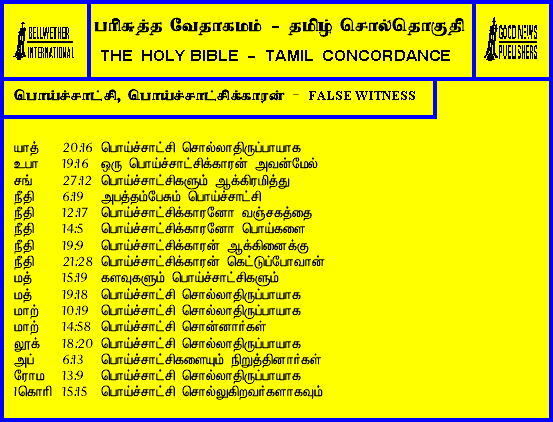 BELLWETHER
INTERNATIONAL
பரிசுத்த வேதாகமம் - தமிழ் சொல்தொகுதி
THE HOLY BIBLE - TAMIL CONCORDANCE
GOOD NEWS
PUBLISHERS
பொய்ச்சாட்சி, பொய்ச்சாட்சிக்காரன் - FALSE WITNESS
யாத் 20:16 பொய்ச்சாட்சி சொல்லாதிருப்பாயாக
உபா 19:16 ஒரு பொய்ச்சாட்சிக்காரன் அவன்மேல்
சங் 27:12 பொய்ச்சாட்சிகளும் ஆக்கிரமித்து
நீதி 6:19 அபத்தம்பேசும் பொய்ச்சாட்சி
நீதி 12:17 பொய்ச்சாட்சிக்காரனோ வஞ்சகத்தை
நீதி 14:5 பொய்ச்சாட்சிக்காரனோ பொய்களை
நீதி 19:9 பொய்ச்சாட்சிக்காரன் ஆக்கினைக்கு
நீதி 21:28 பொய்ச்சாட்சிக்காரன் கெட்டுப்போவான்
மத் 15:19 களவுகளும் பொய்ச்சாட்சிகளும்
மத் 19:18 பொய்ச்சாட்சி சொல்லாதிருப்பாயாக
மாற் 10:19 பொய்ச்சாட்சி சொல்லாதிருப்பாயாக
மாற் 14:58 பொய்ச்சாட்சி சொன்னார்கள்
லூக் 18:20 பொய்ச்சாட்சி சொல்லாதிருப்பாயாக
அப் 6:13 பொய்ச்சாட்சிகளையும் நிறுத்தினார்கள்
ரோம 13:9 பொய்ச்சாட்சி சொல்லாதிருப்பாயாக
1கொரி 15:15 பொய்ச்சாட்சி சொல்லுகிறவர்களாகவும்